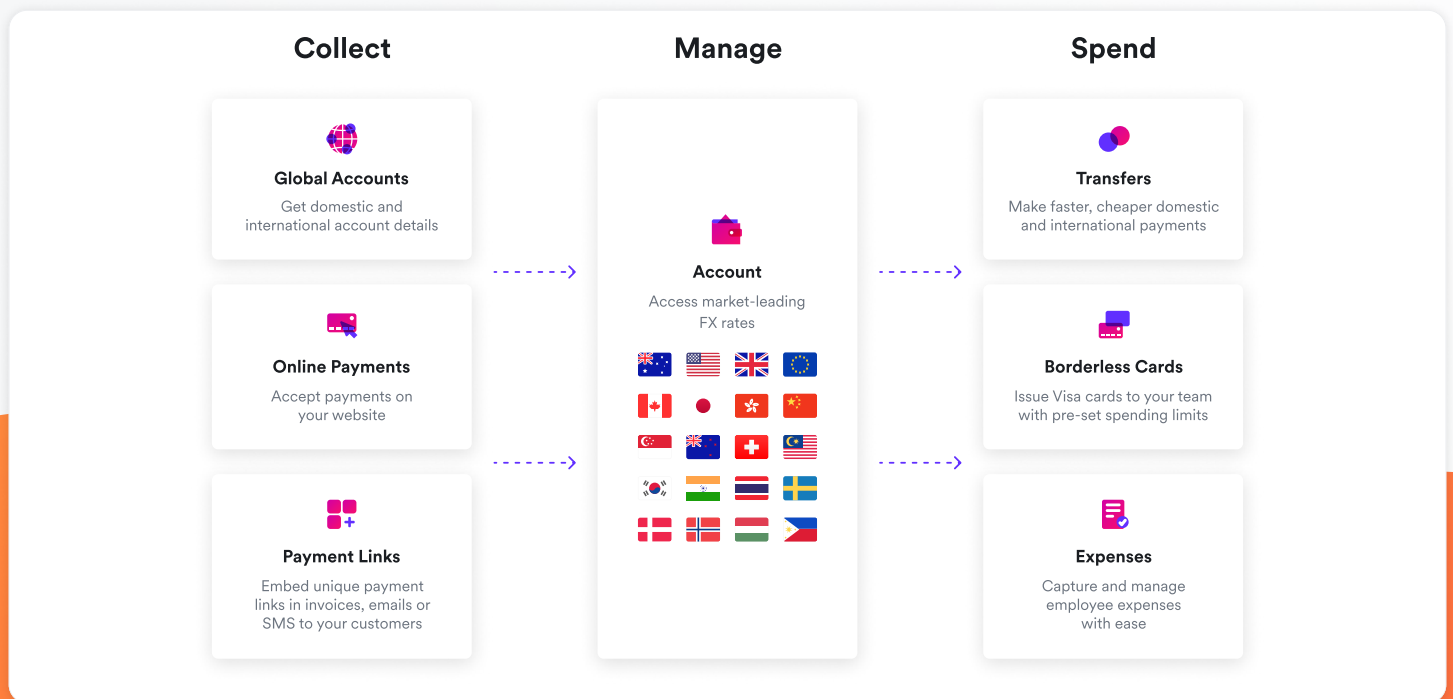 Collect
Manage
Spend
Global Accounts
Get domestic and
international account details
Online Payments
Accept payments on
your website
Payment Links
Embed unique payment
links in invoices, emails or
SMS to your customers
Account
Access market-leading
FX rates
Transfers
Make faster, cheaper domestic
and international payments
Borderless Cards
Issue Visa cards to your team
with pre-set spending limits
Expenses
Capture and manage
employee expenses
with ease